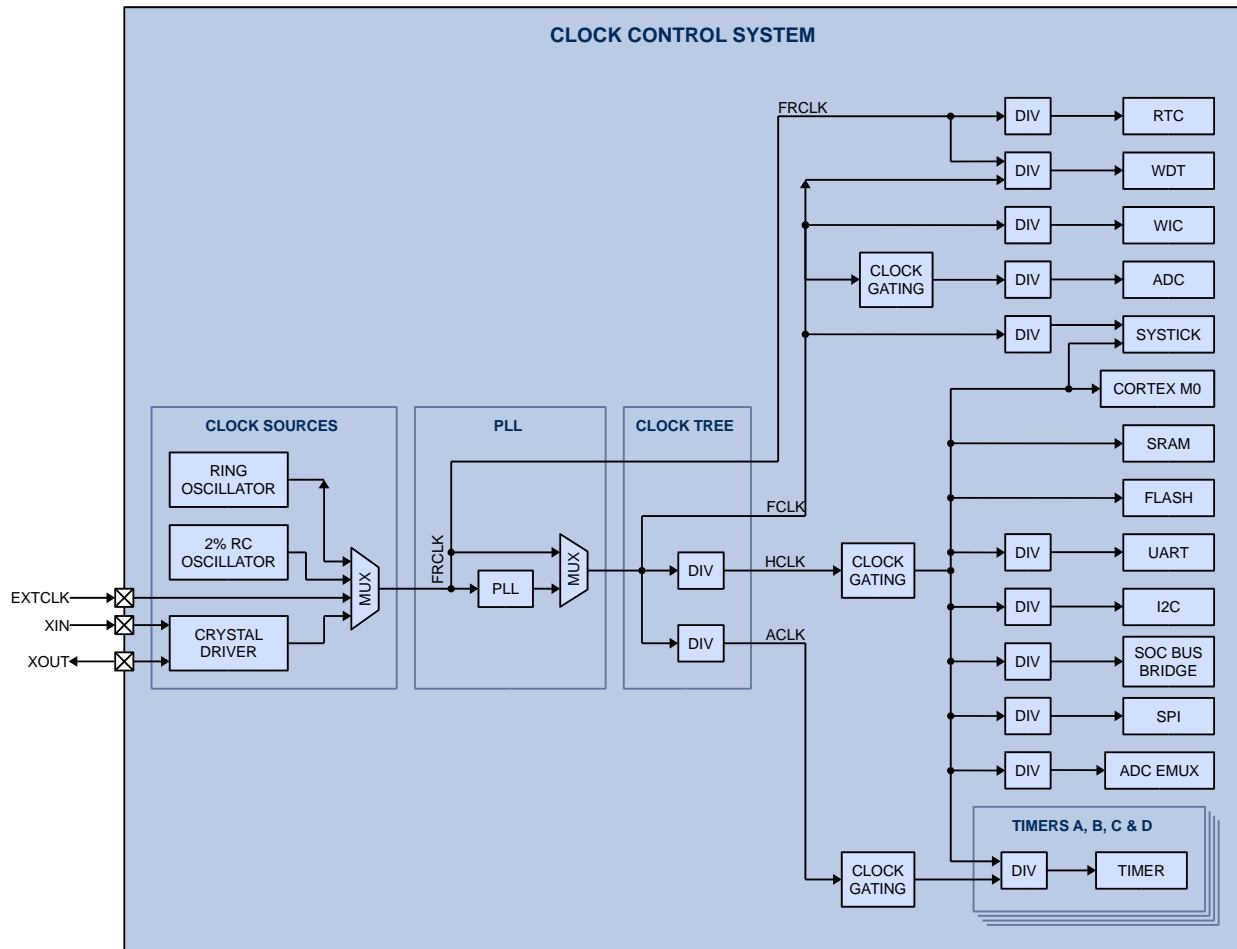 CLOCK CONTROL SYSTEM
FRCLK
DIV
RTC
DIV
WDT
DIV
WIC
CLOCK
GATING
DIV
ADC
DIV
SYSTICK
CORTEX M0
SRAM
FLASH
DIV
UART
DIV
I2C
DIV
SOC BUS
BRIDGE
DIV
SPI
DIV
ADC EMUX
TIMERS A, B, C & D
DIV
TIMER
CLOCK SOURCES
RING
OSCILLATOR
2% RC
OSCILLATOR
CRYSTAL
DRIVER
MUX
EXTCLK
XIN
XOUT
PLL
FRCLK
PLL
MUX
CLOCK TREE
DIV
DIV
FCLK
HCLK
ACLK
CLOCK
GATING
CLOCK
GATING